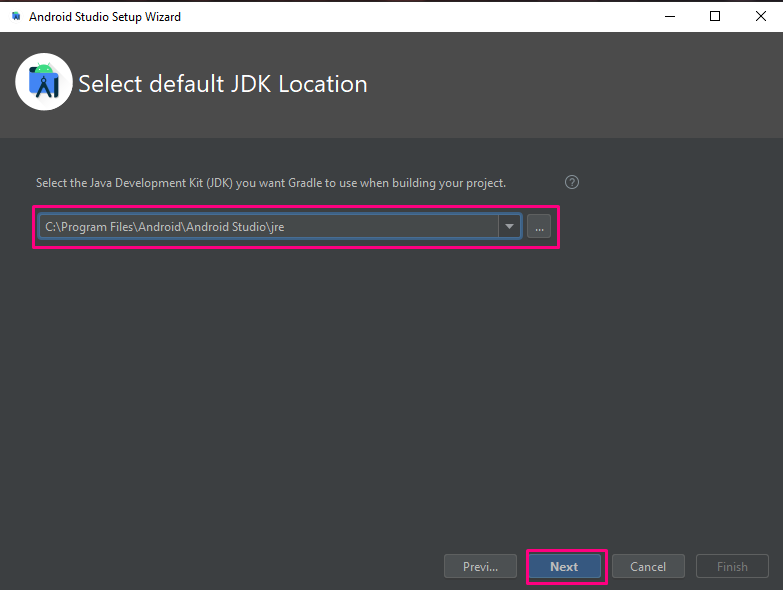 Android Studio Setup Wizard
Select default JDK Location
Select the Java Development Kit (JDK) you want Gradle to use when building your project.
?
C:\Program Files\Android\Android Studio\jre
...
Previ...
Next
Cancel
Finish